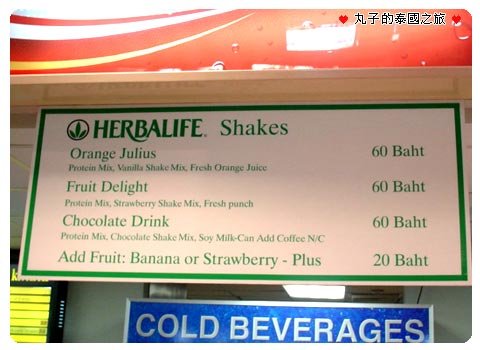 ♥ 丸子的泰國之旅 ♥
HERBALIFE. Shakes
Orange Julius 60 Baht
Protein Mix, Vanilla Shake Mix, Fresh Orange Juice
Fruit Delight 60 Baht
Protein Mix, Strawberry Shake Mix, Fresh punch
Chocolate Drink 60 Baht
Protein Mix, Chocolate Shake Mix, Soy Milk-Can Add Coffee N/C
Add Fruit: Banana or Strawberry - Plus 20 Baht
COLD BEVERAGES